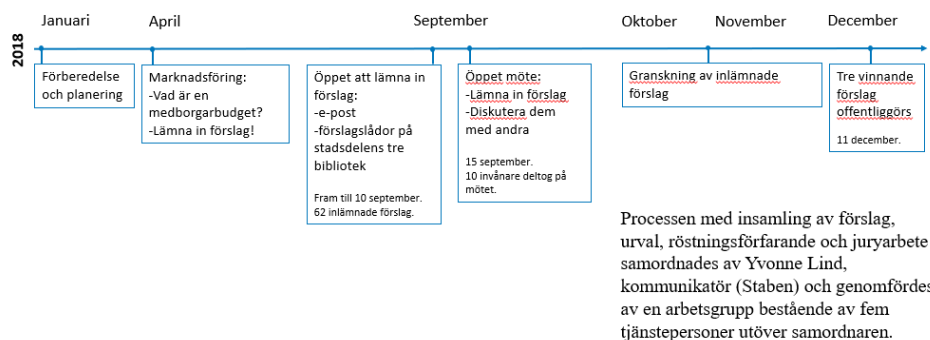 Januari
April
September
Oktober
November
December
2018
Förberedelse
och planering
Marknadsföring:
-Vad är en
medborgarbudget?
-Lämna in förslag!
Öppet att lämna in
förslag:
-e-post
-förslagslådor på
stadsdelens tre
bibliotek
Fram till 10 september.
62 inlämnade förslag.
Öppet möte:
-Lämna in förslag
-Diskutera dem
med andra
15 september.
10 invånare deltog på
mötet.
Granskning av inlämnade
förslag
Tre vinnande
förslag
offentliggörs
11 december.
Processen med insamling av förslag,
urval, röstningsförfarande och juryarbete
samordnades av Yvonne Lind,
kommunikatör (Staben) och genomfördes
av en arbetsgrupp bestående av fem
tjänstepersoner utöver samordnaren.